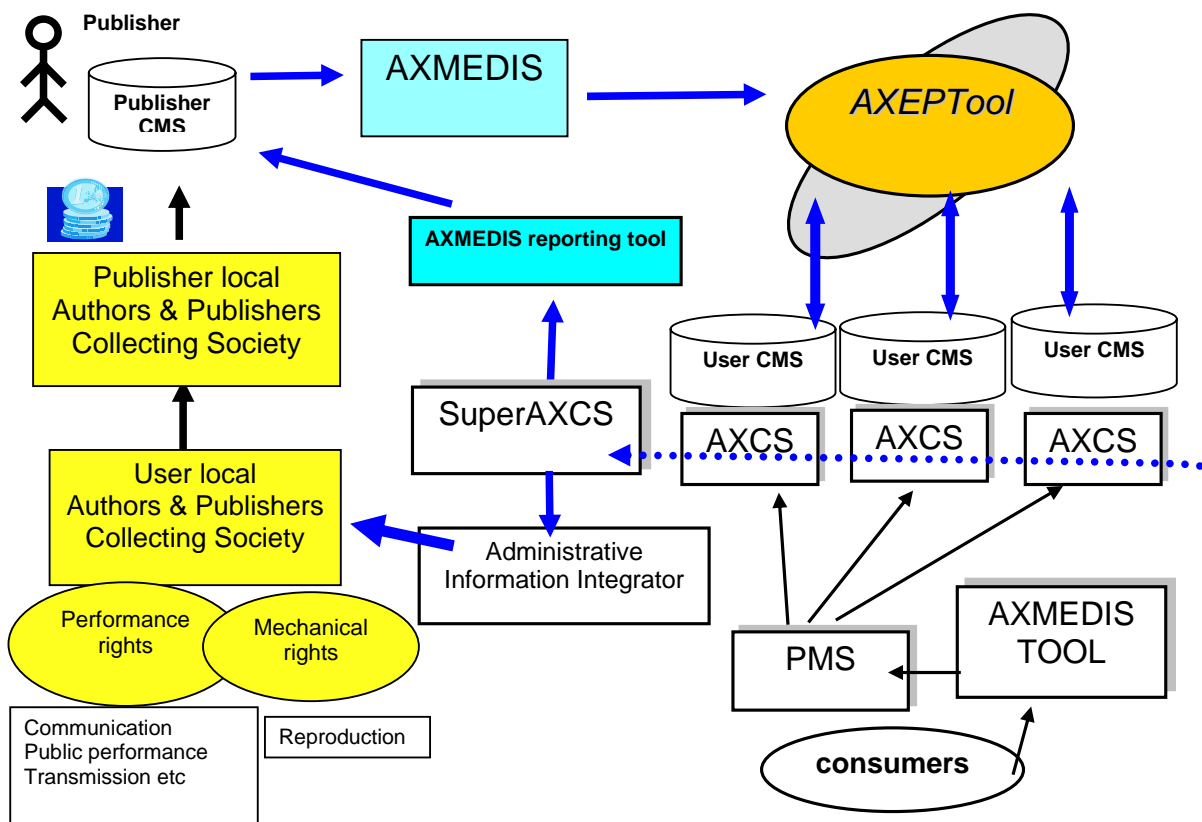 Publisher
Publisher
CMS
AXMEDIS
AXEPTool
AXMEDIS reporting tool
Publisher local
Authors & Publishers
Collecting Society
User CMS
User CMS
User CMS
SuperAXCS
AXCS
AXCS
AXCS
User local
Authors & Publishers
Collecting Society
Administrative
Information Integrator
Performance
rights
Mechanical
rights
PMS
AXMEDIS
TOOL
Communication
Public performance
Transmission etc
Reproduction
consumers